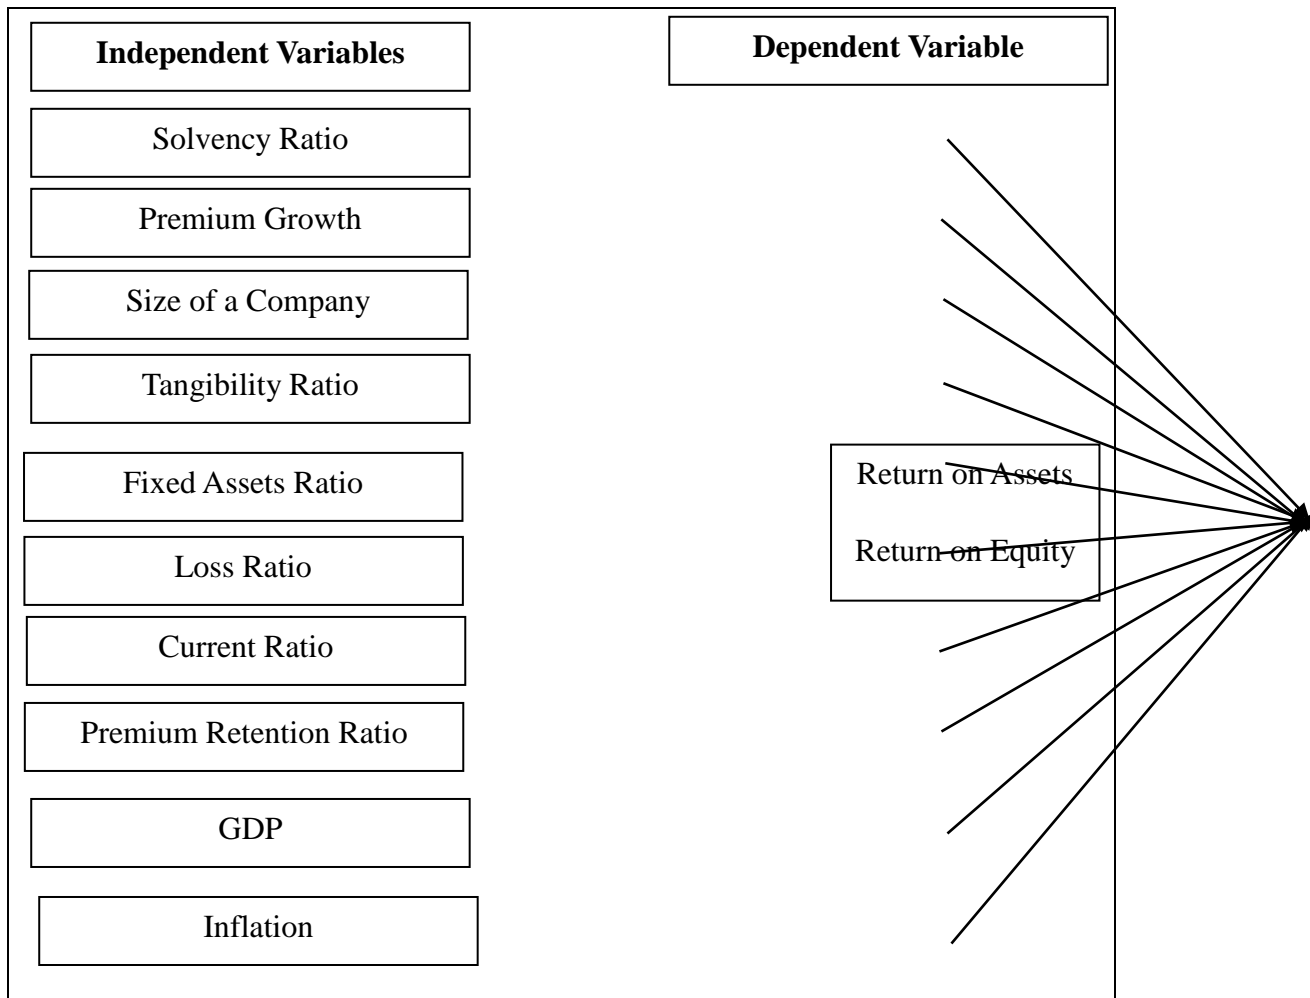 Independent Variables
Dependent Variable
Solvency Ratio
Premium Growth
Size of a Company
Tangibility Ratio
Fixed Assets Ratio
Return on Assets
Loss Ratio
Return on Equity
Current Ratio
Premium Retention Ratio
GDP
Inflation